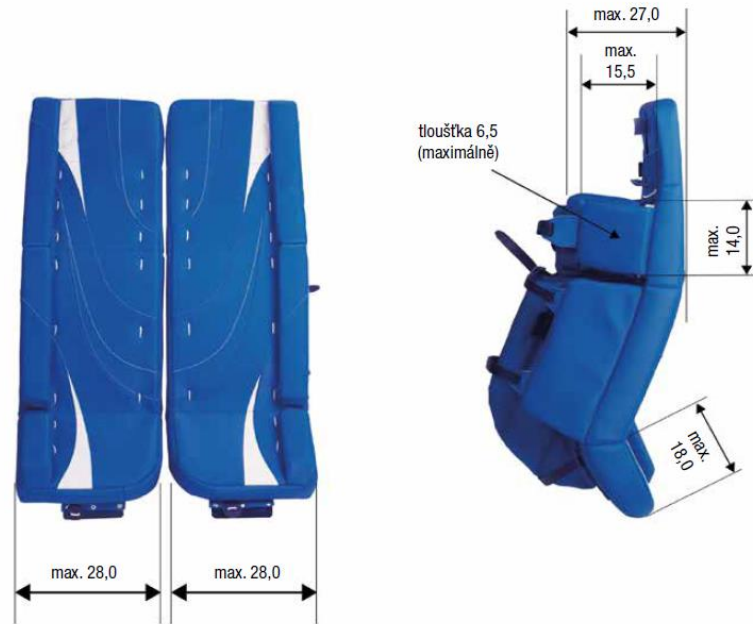 max. 27,0
max.
15,5
tloušťka 6,5
(maximálně)
max.
14,0
max.
18,0
max. 28,0
max. 28,0